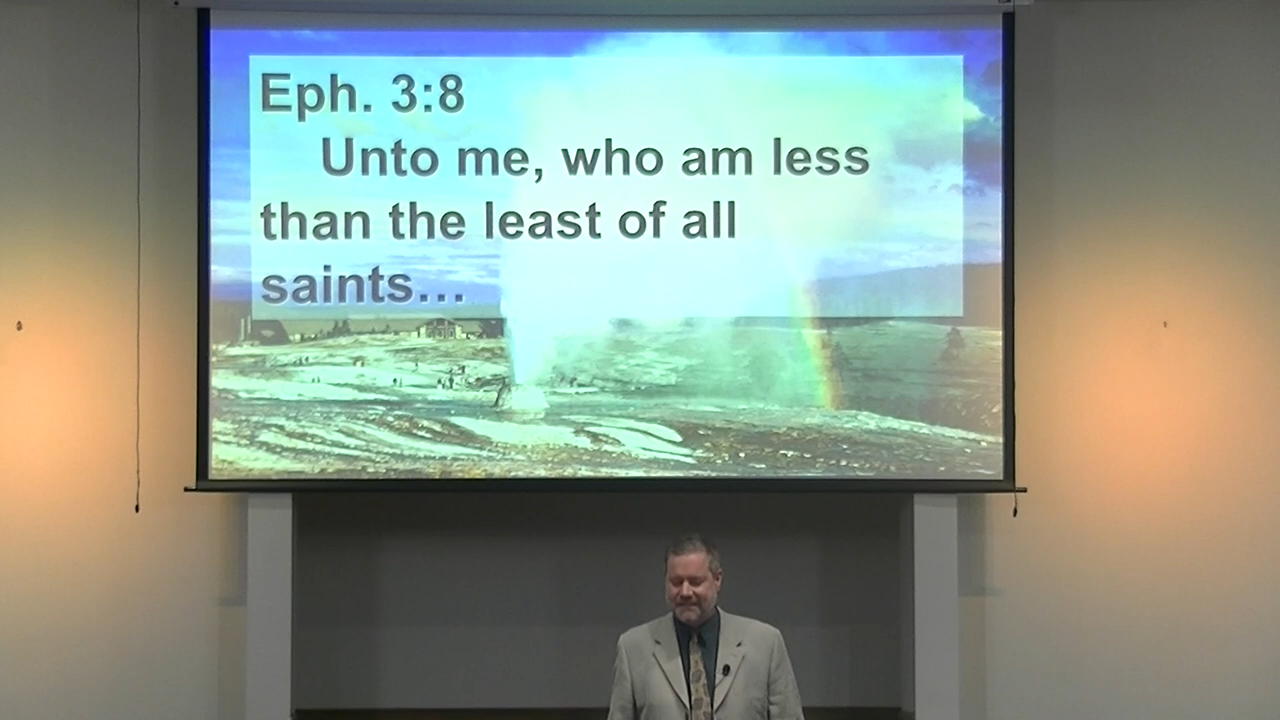 Eph. 3:8
Unto me, who am less
than the least of all
saints...